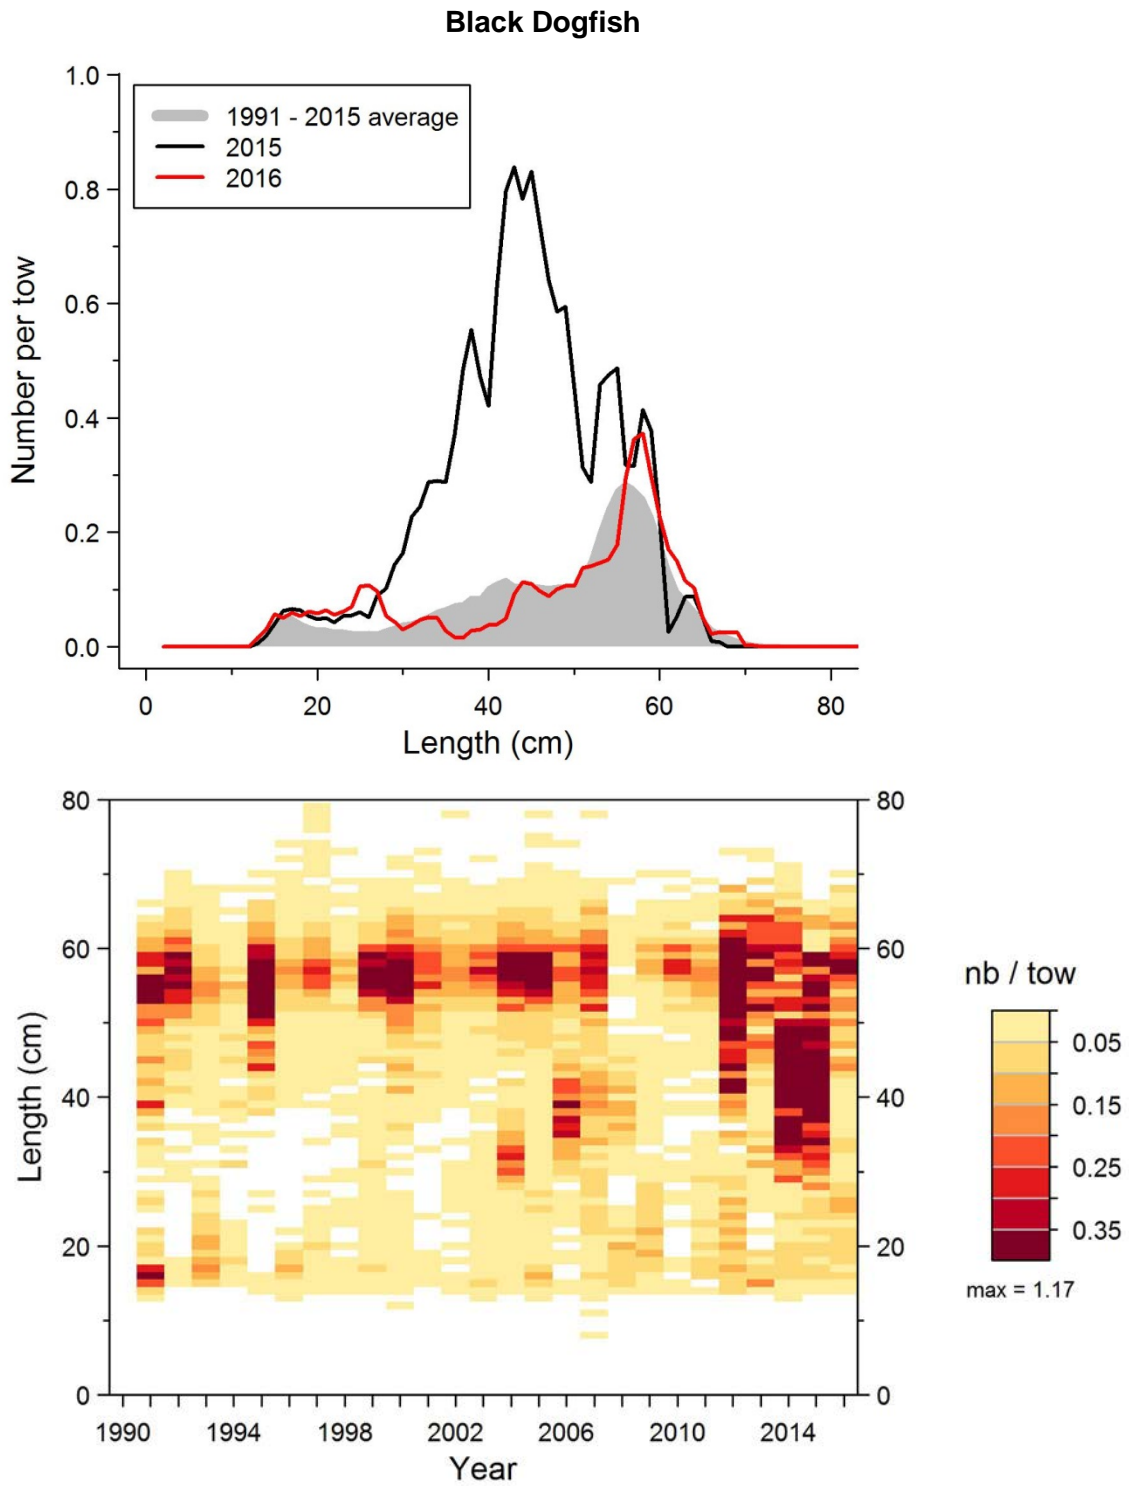 Black Dogfish
1.0
0.8
0.6
0.4
0.2
0.0
Number per tow
1991 - 2015 average
2015
2016
0 20 40 60 80
Length (cm)
80
60
40
20
0
Length (cm)
80
60
40
20
0
1990 1994 1998 2002 2006 2010 2014
Year
nb / tow
0.05
0.15
0.25
0.35
max = 1.17